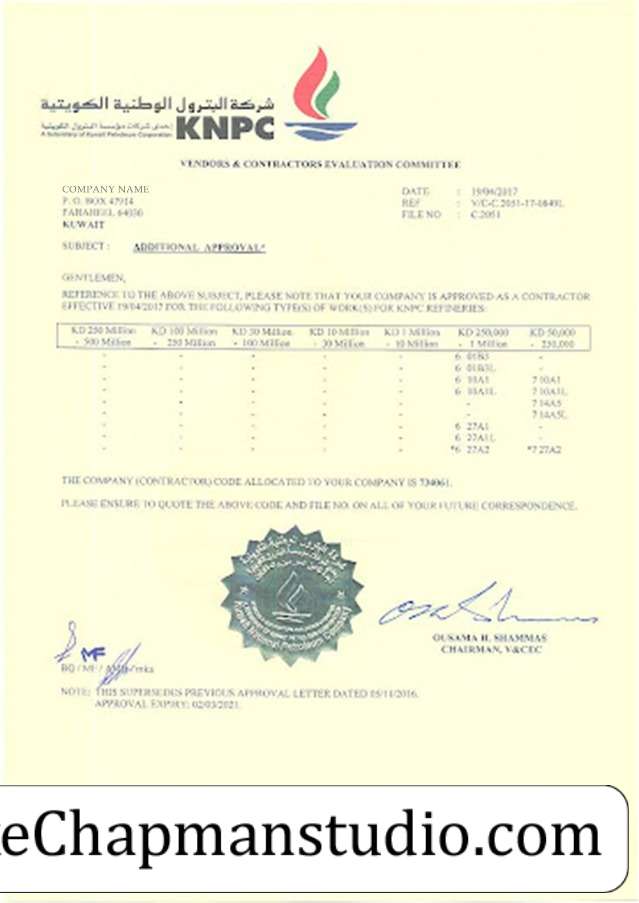 شركة البترول الوطنية الكويتية
إحدى شركات مؤسسة البترول الكويتية
A Subsidiary of Kuwait Petroleum Corporation
KNPC
VENDORS & CONTRACTORS EVALUATION COMMITTEE
COMPANY NAME
P. O. BOX 47914
FAHAHEEL 64030
KUWAIT
DATE : 19/04/2017
REF : V/C-C.2051-17-0849L
FILE NO : C.2051
SUBJECT : ADDITIONAL APPROVAL*
GENTLEMEN,
REFERENCE TO THE ABOVE SUBJECT, PLEASE NOTE THAT YOUR COMPANY IS APPROVED AS A CONTRACTOR
EFFECTIVE 19/04/2017 FOR THE FOLLOWING TYPE(S) OF WORK(S) FOR KNPC REFINERIES:
KD 250 Million KD 100 Million KD 30 Million KD 10 Million KD 1 Million KD 250,000 KD 50,000
- 500 Million - 250 Million - 100 Million - 30 Million - 10 Million - 1 Million - 250,000
- - - - - 6 01B3 -
- - - - - 6 01B3L -
- - - - - 6 10A1 7 10A1
- - - - - 6 10A1L 7 10A1L
- - - - - - 7 14A5
- - - - - - 7 14A5L
- - - - - 6 27A1 -
- - - - - 6 27A1L -
- - - - - *6 27A2 *7 27A2
THE COMPANY (CONTRACTOR) CODE ALLOCATED TO YOUR COMPANY IS 734061.
PLEASE ENSURE TO QUOTE THE ABOVE CODE AND FILE NO. ON ALL OF YOUR FUTURE CORRESPONDENCE.
Kuwait National Petroleum Company
OUSAMA H. SHAMMAS
CHAIRMAN, V&CEC
MF
BQ / MF /
NOTE: THIS SUPERSEDES PREVIOUS APPROVAL LETTER DATED 05/11/2016.
APPROVAL EXPIRY: 02/03/2021.
eChapmanstudio.com